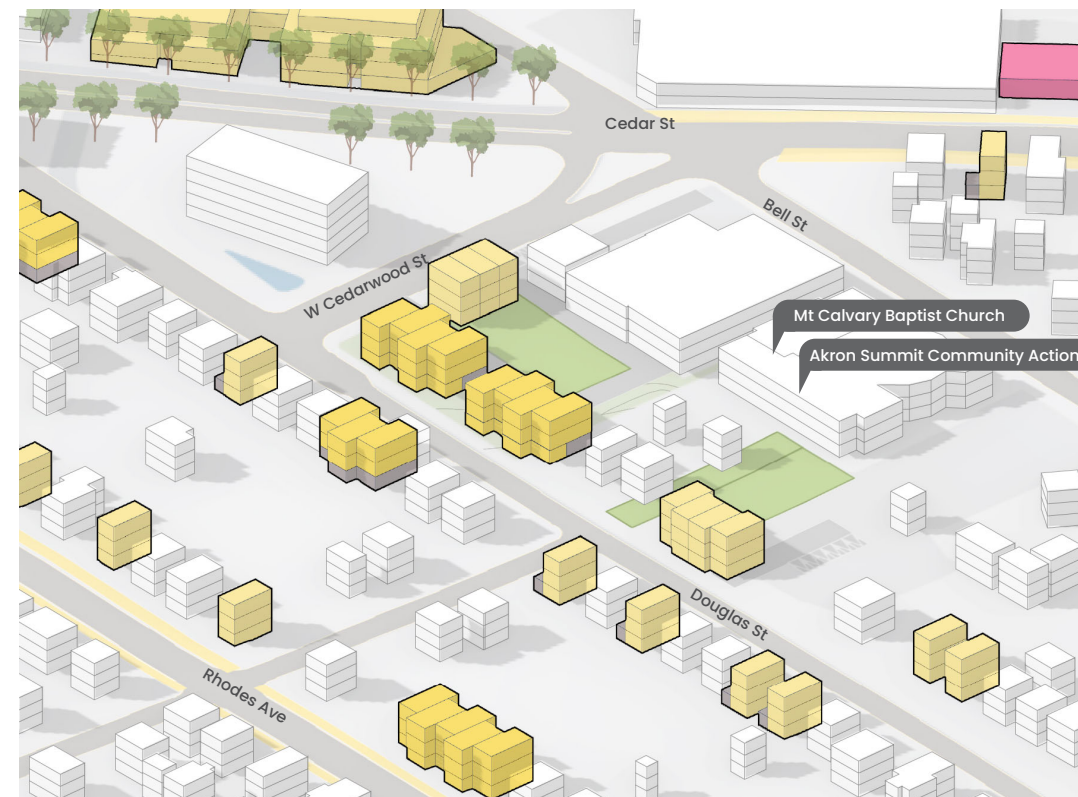 Cedar St
Bell St
W Cedarwood St
Mt Calvary Baptist Church
Akron Summit Community Action
Douglas St
Rhodes Ave